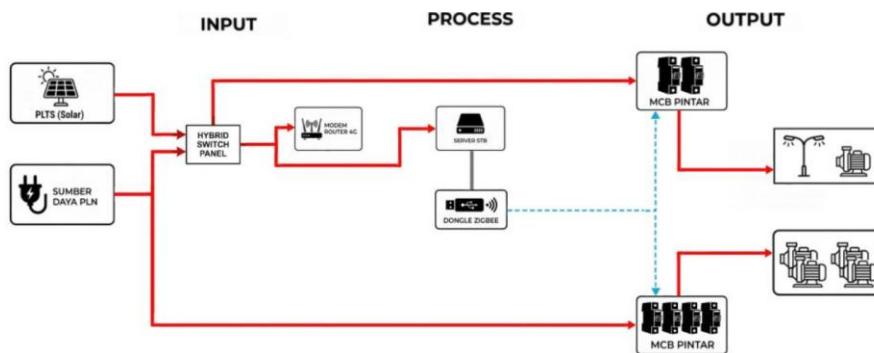 INPUT
PROCESS
OUTPUT
PLTS (Solar)
HYBRID
SWITCH
PANEL
MODEM
ROUTER 4G
SERVER STB
MCB PINTAR
SUMBER
DAYA PLN
DONGLE ZIGBEE
MCB PINTAR